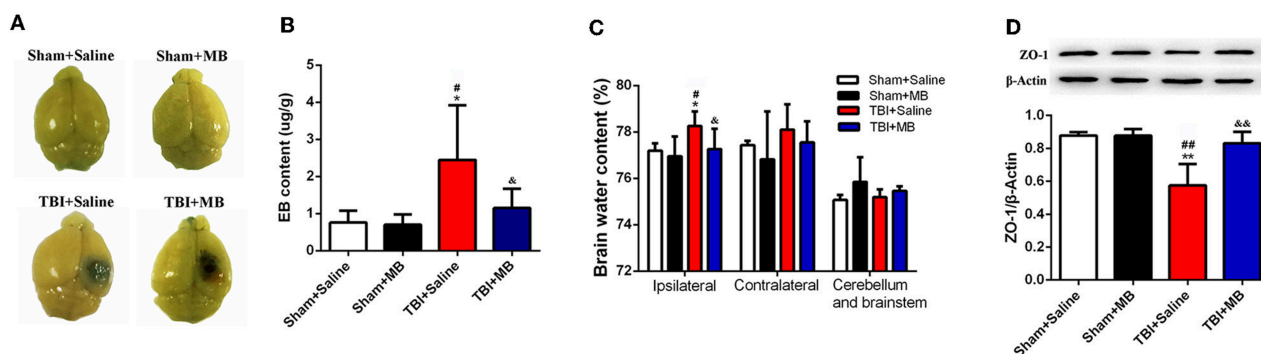 A
Sham+Saline
Sham+MB
TBI+Saline
TBI+MB
B
EB content (ug/g)
5
4
3
2
1
0
#
*
&
Sham+Saline
Sham+MB
TBI+Saline
TBI+MB
C
Brain water content (%)
80
78
76
74
72
#
*
&
Sham+Saline
Sham+MB
TBI+Saline
TBI+MB
Ipsilateral
Contralateral
Cerebellum
and brainstem
D
ZO-1
β-Actin
ZO-1/β-Actin
1.0
0.8
0.6
0.4
0.2
0.0
##
**
&&
Sham+Saline
Sham+MB
TBI+Saline
TBI+MB